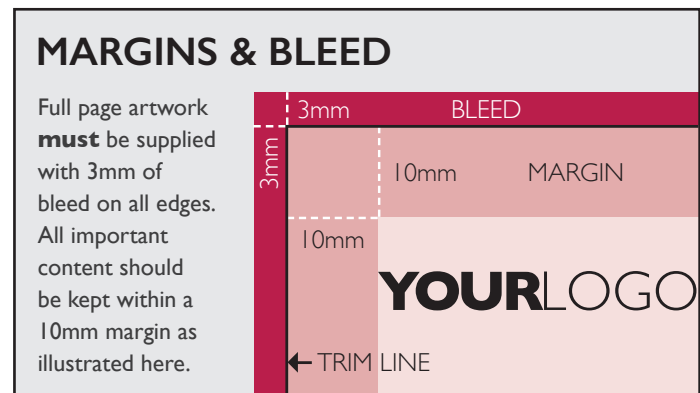 MARGINS & BLEED
Full page artwork
must be supplied
with 3mm of
bleed on all edges.
All important
content should
be kept within a
10mm margin as
illustrated here.
3mm
BLEED
3mm
10mm
MARGIN
10mm
YOURLOGO
TRIM LINE